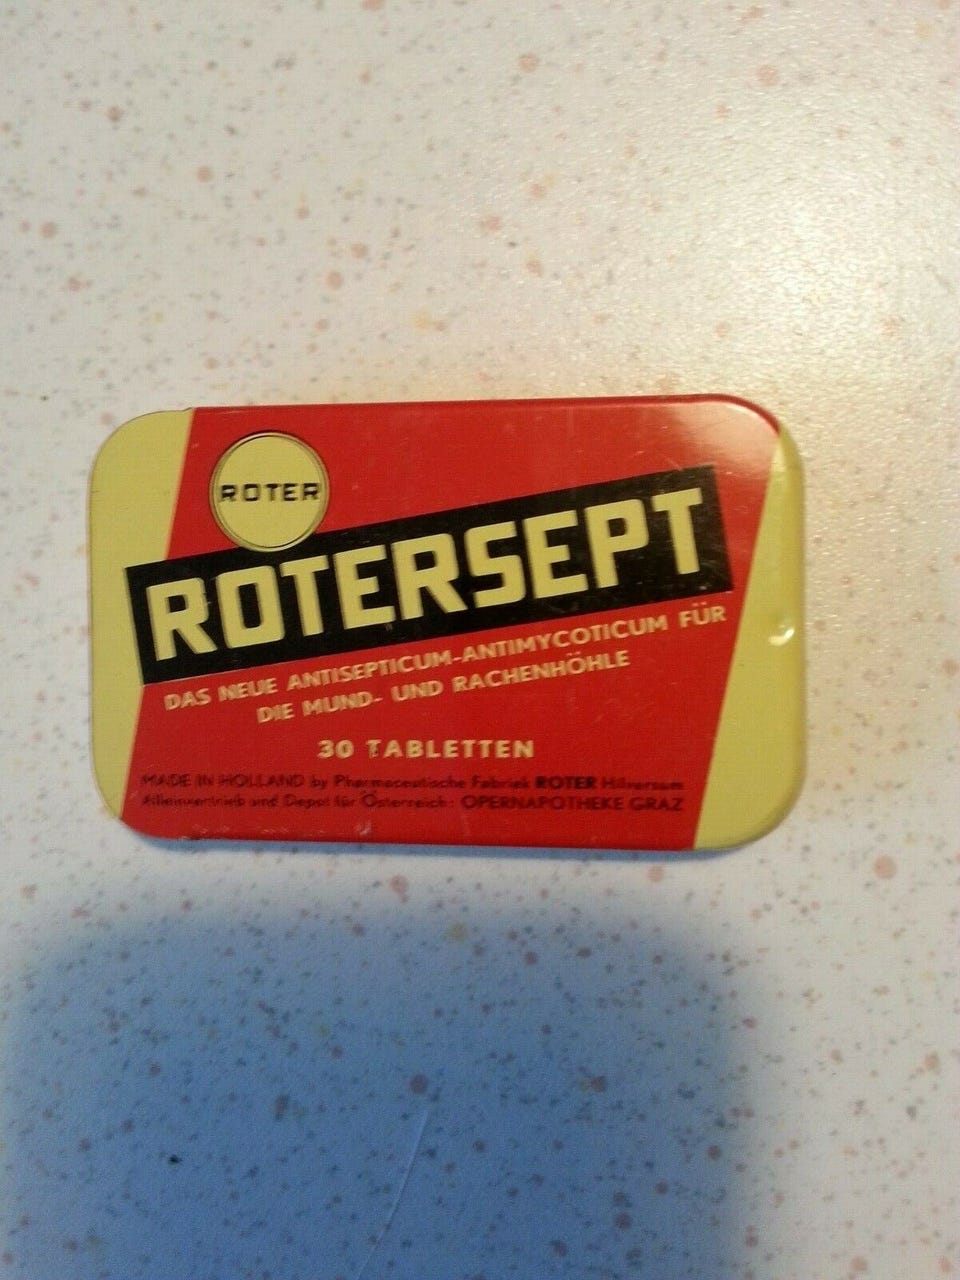 ROTER
ROTERSEPT
DAS NEUE ANTISEPTICUM-ANTIMYCOTICUM FÜR
DIE MUND- UND RACHENHÖHLE
30 TABLETTEN
MADE IN HOLLAND by Pharmaceutische Fabriek ROTER Hilversum
Alleinvertrieb und Depot für Österreich: OPERNAPOTHEKE GRAZ